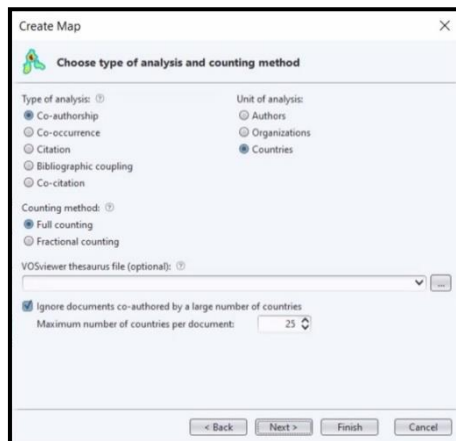 Create Map
Choose type of analysis and counting method
Type of analysis:
Unit of analysis:
Co-authorship
Authors
Co-occurrence
Organizations
Citation
Countries
Bibliographic coupling
Co-citation
Counting method:
Full counting
Fractional counting
VOSviewer thesaurus file (optional):
...
Ignore documents co-authored by a large number of countries
Maximum number of countries per document: 25
< Back Next > Finish Cancel